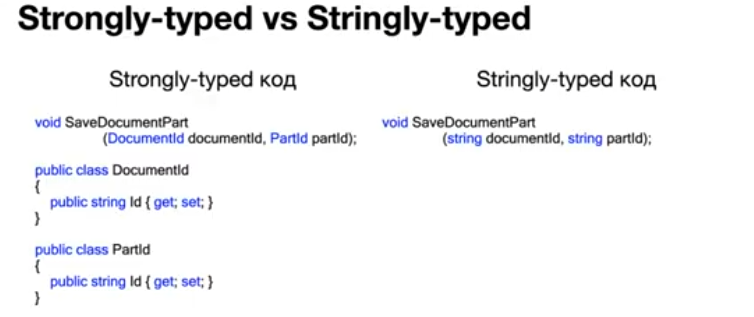 Strongly-typed vs Stringly-typed
Strongly-typed код
void SaveDocumentPart
(DocumentId documentId, PartId partId);
public class DocumentId
{
public string Id { get; set; }
}
public class PartId
{
public string Id { get; set; }
}
Stringly-typed код
void SaveDocumentPart
(string documentId, string partId);